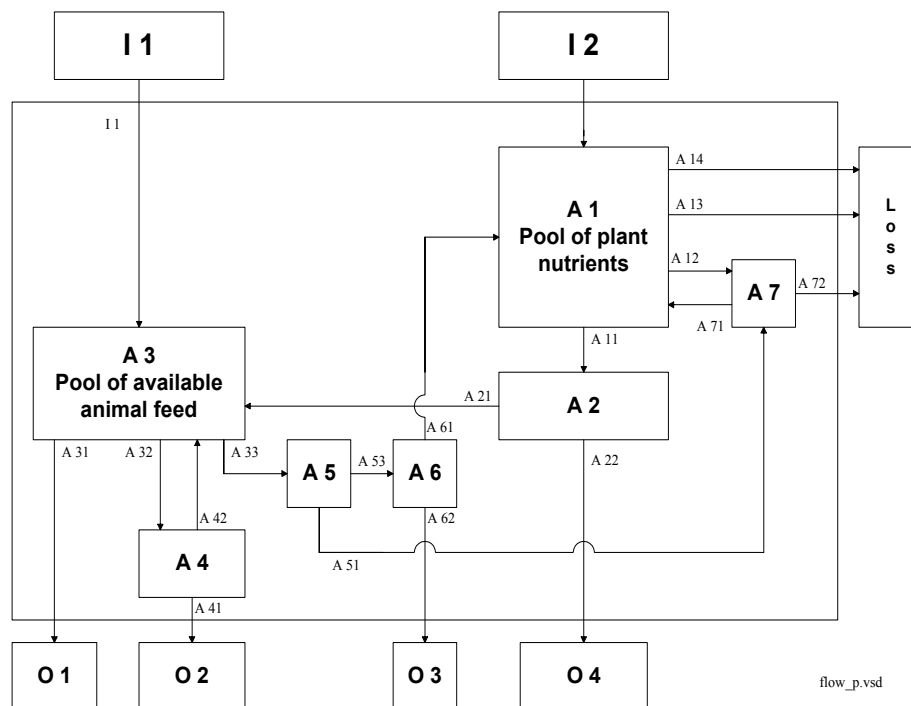 I 1
I 2
I 1
A 14
A 13
A 1
Pool of plant
nutrients
L
o
s
s
A 12
A 7
A 72
A 71
A 11
A 3
Pool of available
animal feed
A 21
A 2
A 31
A 32
A 33
A 61
A 22
A 5
A 53
A 6
A 42
A 62
A 4
A 51
A 41
O 1
O 2
O 3
O 4
flow_p.vsd